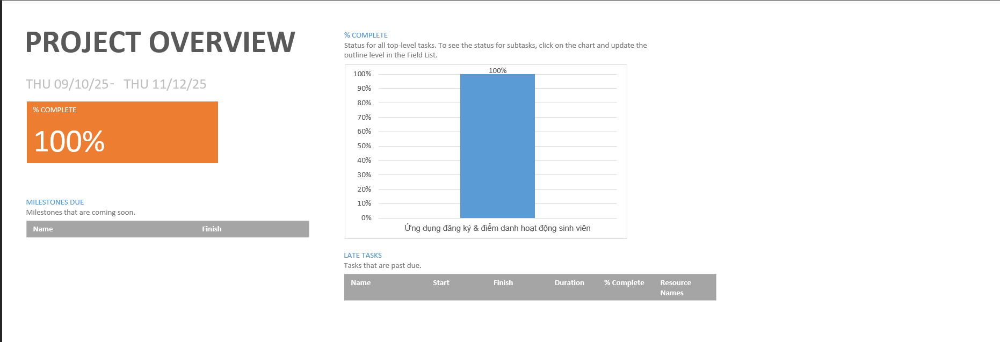 PROJECT OVERVIEW
THU 09/10/25 - THU 11/12/25
% COMPLETE
100%
MILESTONES DUE
Milestones that are coming soon.
Name Finish
% COMPLETE
Status for all top-level tasks. To see the status for subtasks, click on the chart and update the
outline level in the Field List.
100%
100%
90%
80%
70%
60%
50%
40%
30%
20%
10%
0%
Ứng dụng đăng ký & điểm danh hoạt động sinh viên
LATE TASKS
Tasks that are past due.
Name Start Finish Duration % Complete Resource
Names